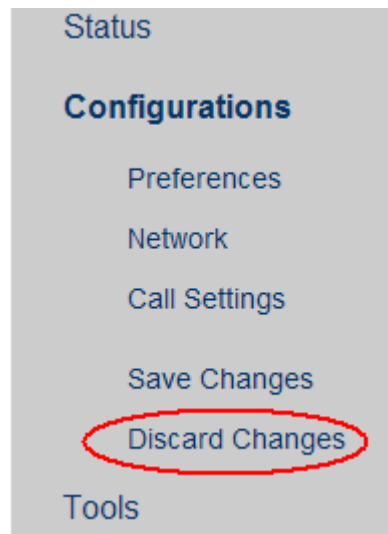 Status
Configurations
Preferences
Network
Call Settings
Save Changes
Discard Changes
Tools